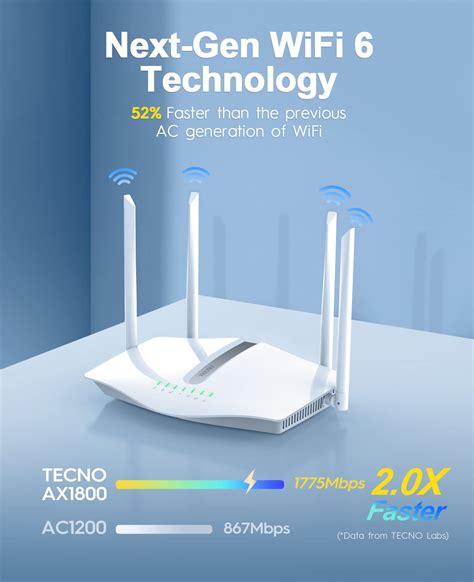 Next-Gen WiFi 6
Technology
52% Faster than the previous
AC generation of WiFi
TECNO
AX1800
1775Mbps
2.0X
Faster
AC1200
867Mbps
(*Data from TECNO Labs)